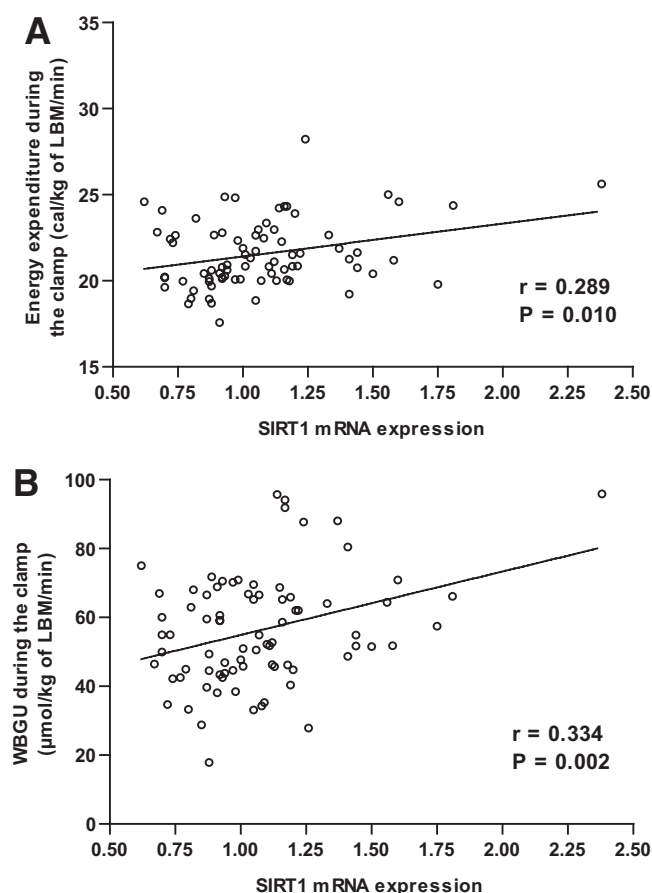 A
Energy expenditure during
the clamp (cal/kg of LBM/min)
35
30
25
20
15
r = 0.289
P = 0.010
0.50 0.75 1.00 1.25 1.50 1.75 2.00 2.25 2.50
SIRT1 mRNA expression
B
WBGU during the clamp
(µmol/kg of LBM/min)
100
80
60
40
20
0
r = 0.334
P = 0.002
0.50 0.75 1.00 1.25 1.50 1.75 2.00 2.25 2.50
SIRT1 mRNA expression